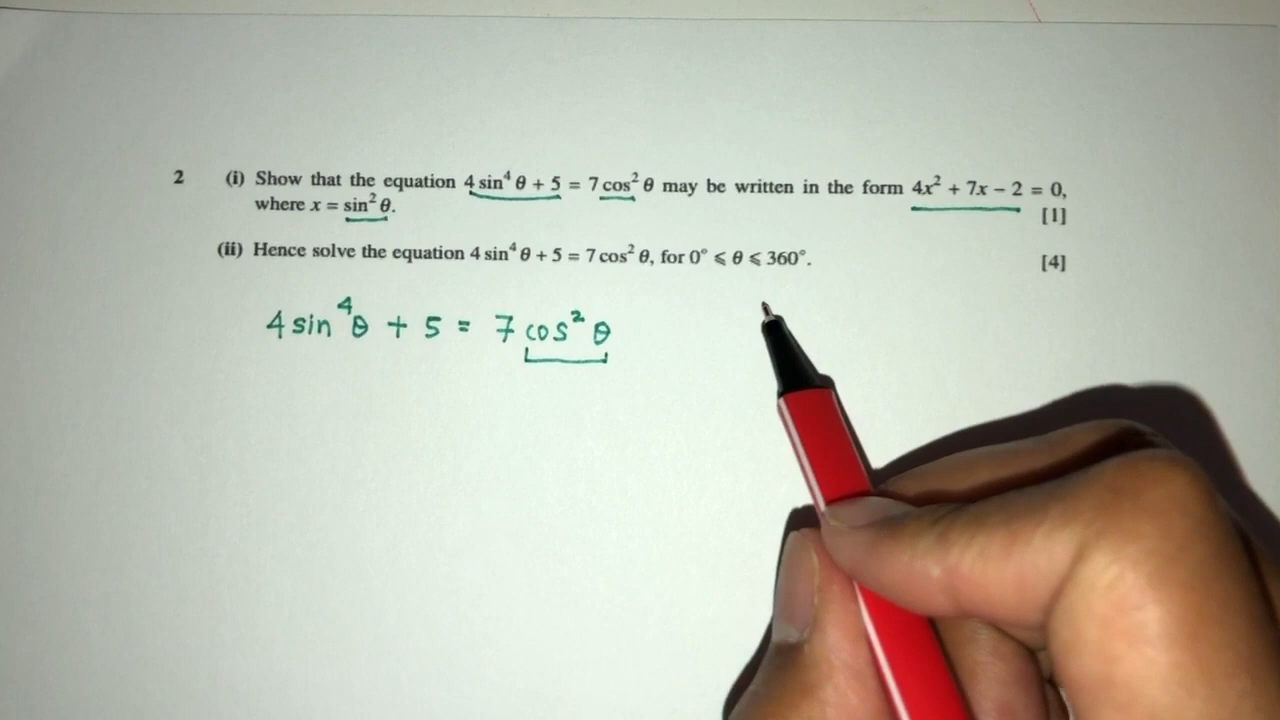 2 (i) Show that the equation 4 sin⁴ θ + 5 = 7 cos² θ may be written in the form 4x² + 7x − 2 = 0,
where x = sin² θ. [1]
(ii) Hence solve the equation 4 sin⁴ θ + 5 = 7 cos² θ, for 0° ⩽ θ ⩽ 360°. [4]
4 sin⁴ θ + 5 = 7 cos² θ